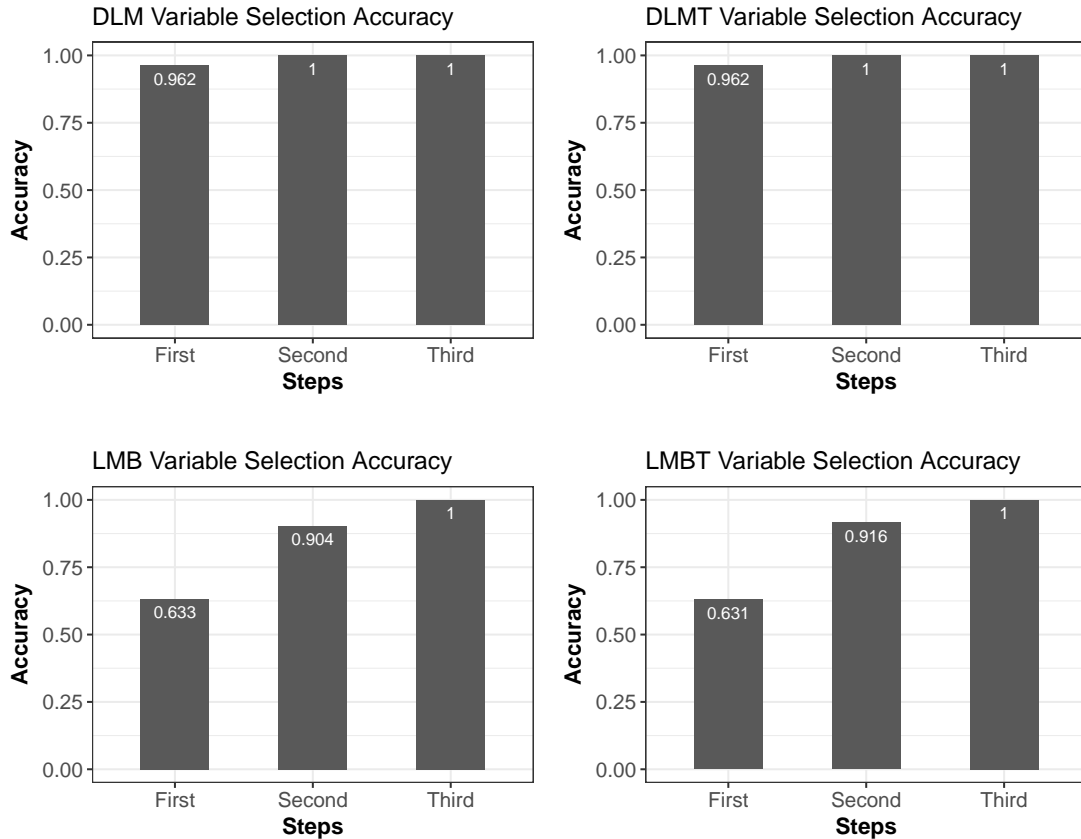 DLM Variable Selection Accuracy
1.00
0.75
0.50
0.25
0.00
Accuracy
0.962
1
1
First Second Third
Steps
DLMT Variable Selection Accuracy
1.00
0.75
0.50
0.25
0.00
Accuracy
0.962
1
1
First Second Third
Steps
LMB Variable Selection Accuracy
1.00
0.75
0.50
0.25
0.00
Accuracy
0.633
0.904
1
First Second Third
Steps
LMBT Variable Selection Accuracy
1.00
0.75
0.50
0.25
0.00
Accuracy
0.631
0.916
1
First Second Third
Steps